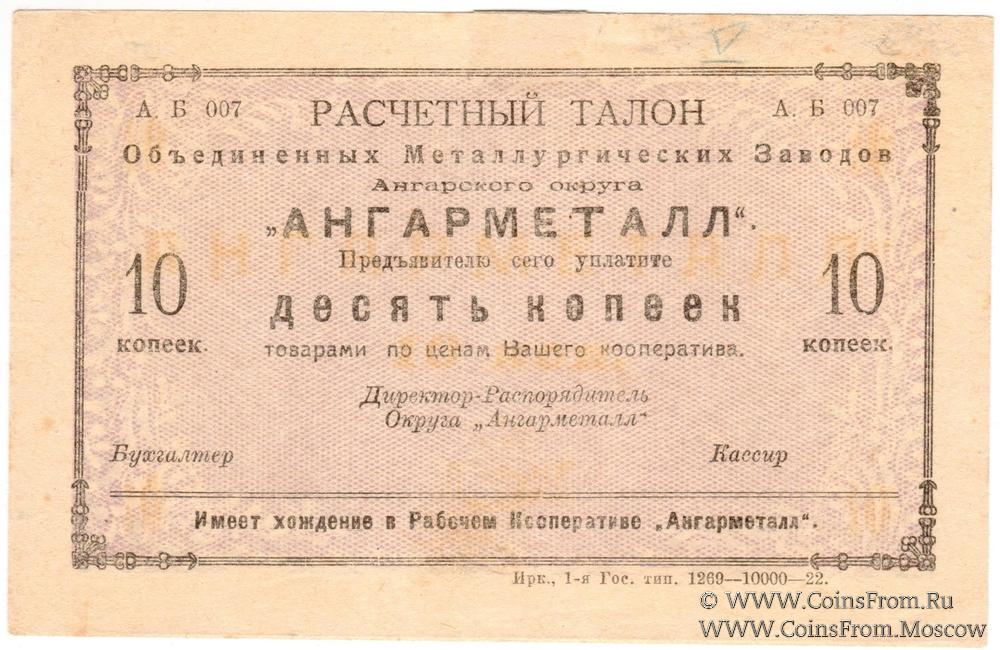 А. Б 007 РАСЧЕТНЫЙ ТАЛОН А. Б 007
Объединенных Металлургических Заводов
Ангарского округа
„АНГАРМЕТАЛЛ“.
Предъявителю сего уплатите
10 ДЕСЯТЬ КОПЕЕК 10
копеек. товарами по ценам Вашего кооператива. копеек.
Директор-Распорядитель
Округа „Ангарметалл“
Бухгалтер Кассир
Имеет хождение в Рабочем Кооперативе „Ангарметалл“.
Ирк., 1-я Гос. тип. 1269—10000—22.
© WWW.CoinsFrom.Ru
WWW.CoinsFrom.Moscow